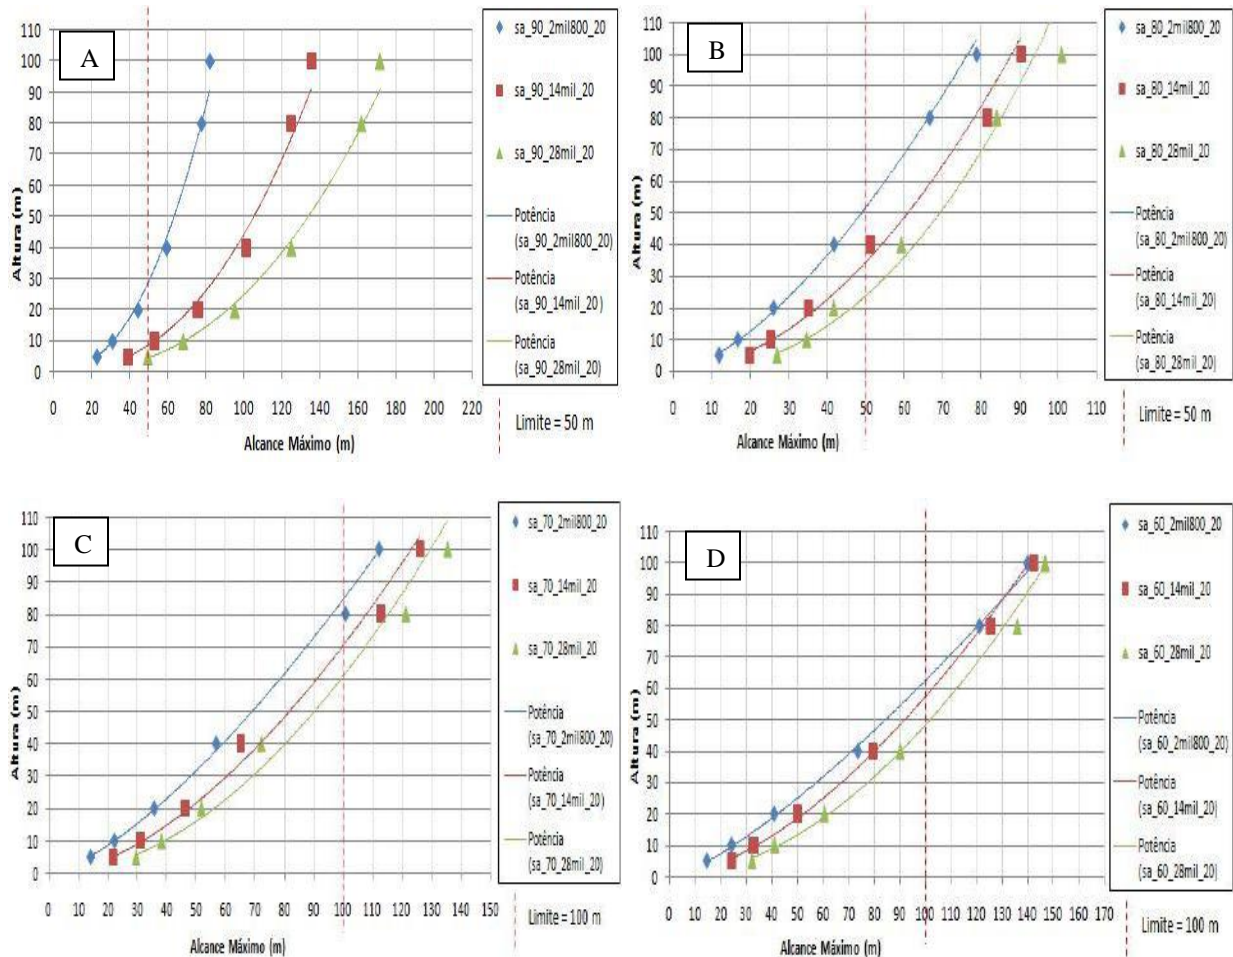 A
110
100
90
80
70
60
50
40
30
20
10
0
Altura (m)
0 20 40 60 80 100 120 140 160 180 200 220
Alcance Máximo (m)
sa_90_2mil800_20
sa_90_14mil_20
sa_90_28mil_20
Potência
(sa_90_2mil800_20)
Potência
(sa_90_14mil_20)
Potência
(sa_90_28mil_20)
Limite = 50 m
B
110
100
90
80
70
60
50
40
30
20
10
0
Altura (m)
0 10 20 30 40 50 60 70 80 90 100 110
Alcance Máximo (m)
sa_80_2mil800_20
sa_80_14mil_20
sa_80_28mil_20
Potência
(sa_80_2mil800_20)
Potência
(sa_80_14mil_20)
Potência
(sa_80_28mil_20)
Limite = 50 m
C
110
100
90
80
70
60
50
40
30
20
10
0
Altura (m)
0 10 20 30 40 50 60 70 80 90 100 110 120 130 140 150
Alcance Máximo (m)
sa_70_2mil800_20
sa_70_14mil_20
sa_70_28mil_20
Potência
(sa_70_2mil800_20)
Potência
(sa_70_14mil_20)
Potência
(sa_70_28mil_20)
Limite = 100 m
D
110
100
90
80
70
60
50
40
30
20
10
0
Altura (m)
0 10 20 30 40 50 60 70 80 90 100 110 120 130 140 150 160 170
Alcance Máximo (m)
sa_60_2mil800_20
sa_60_14mil_20
sa_60_28mil_20
Potência
(sa_60_2mil800_20)
Potência
(sa_60_14mil_20)
Potência
(sa_60_28mil_20)
Limite = 100 m